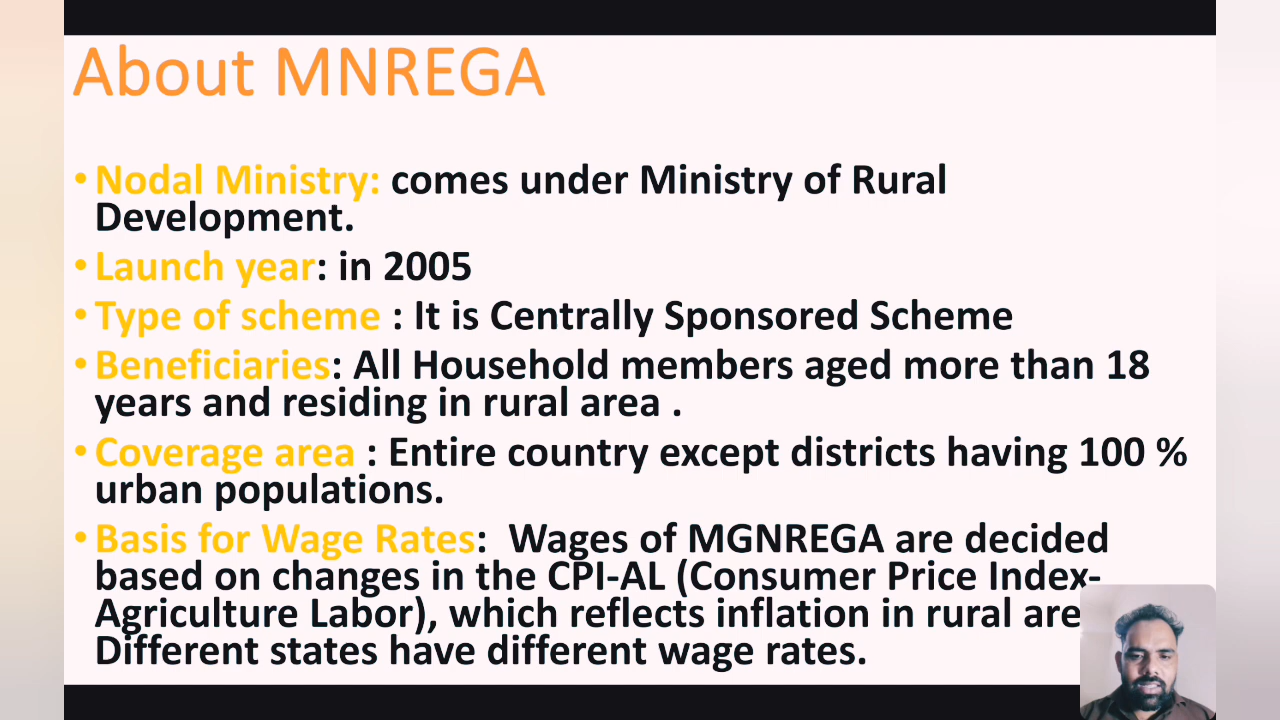 About MNREGA
• Nodal Ministry: comes under Ministry of Rural
Development.
• Launch year: in 2005
• Type of scheme : It is Centrally Sponsored Scheme
• Beneficiaries: All Household members aged more than 18
years and residing in rural area .
• Coverage area : Entire country except districts having 100 %
urban populations.
• Basis for Wage Rates: Wages of MGNREGA are decided
based on changes in the CPI-AL (Consumer Price Index-
Agriculture Labor), which reflects inflation in rural
Different states have different wage rates.